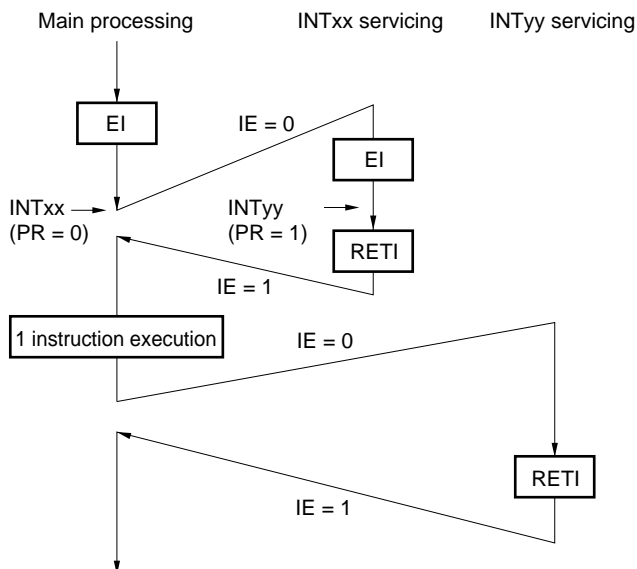 Main processing
INTxx servicing
INTyy servicing
EI
IE = 0
EI
INTxx
(PR = 0)
INTyy
(PR = 1)
RETI
IE = 1
1 instruction execution
IE = 0
RETI
IE = 1